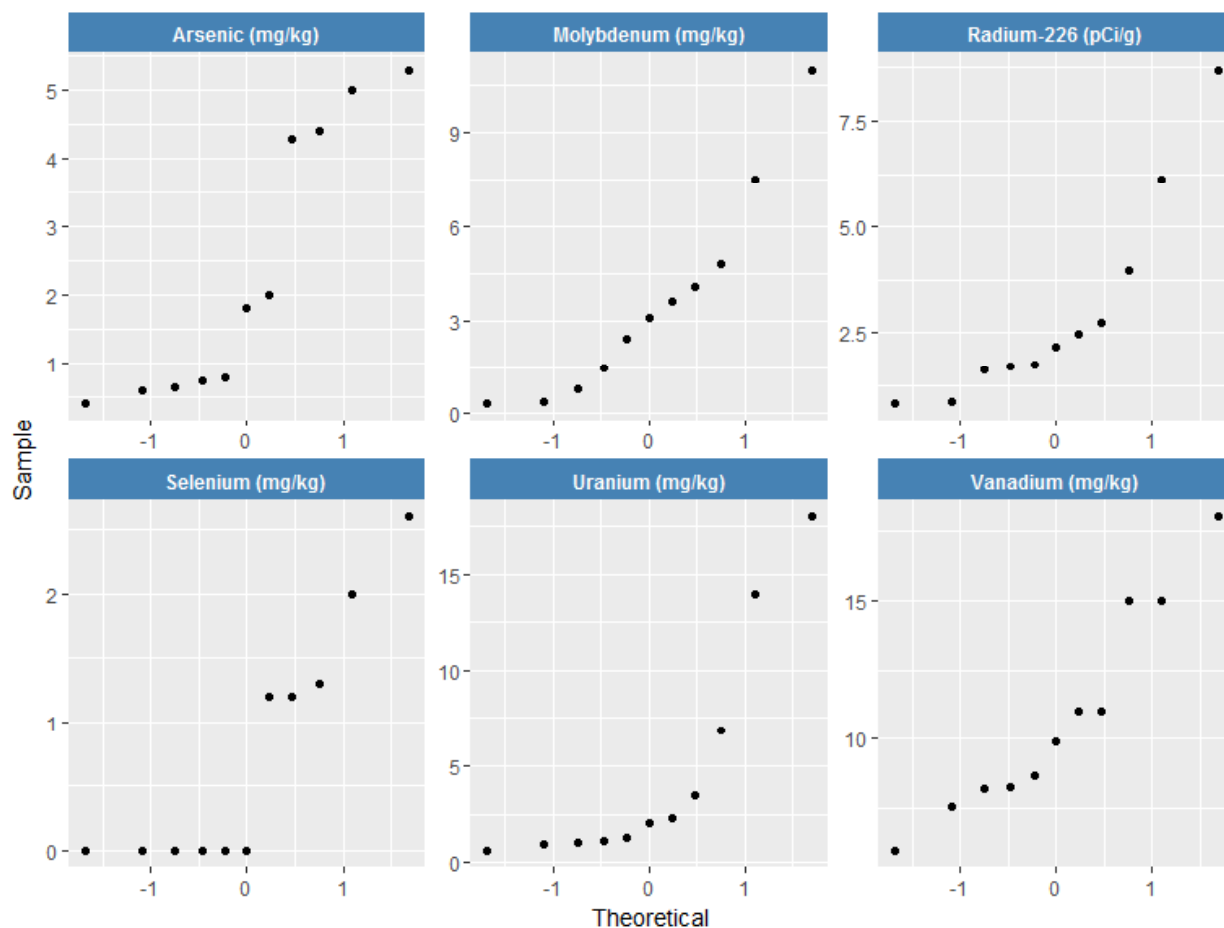 Arsenic (mg/kg)
Molybdenum (mg/kg)
Radium-226 (pCi/g)
5
4
3
2
1
9
6
3
0
7.5
5.0
2.5
-1 0 1
-1 0 1
-1 0 1
Sample
Selenium (mg/kg)
Uranium (mg/kg)
Vanadium (mg/kg)
2
1
0
15
10
5
0
15
10
-1 0 1
-1 0 1
-1 0 1
Theoretical